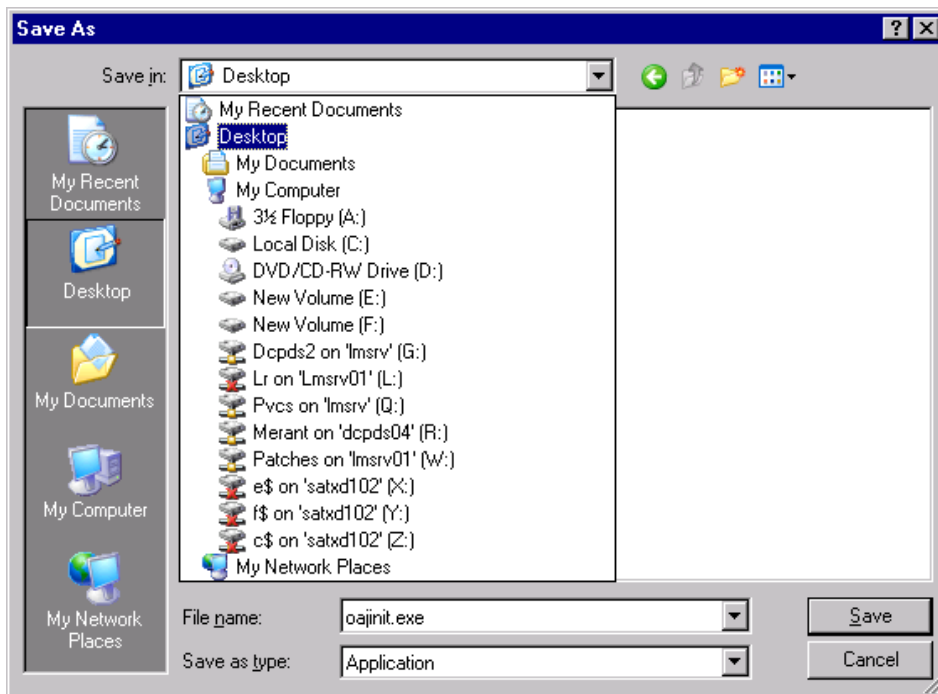 Save As
Save in:
Desktop
My Recent Documents
Desktop
My Documents
My Computer
3½ Floppy (A:)
Local Disk (C:)
DVD/CD-RW Drive (D:)
New Volume (E:)
New Volume (F:)
Dcpds2 on 'lmsrv' (G:)
Lr on 'Lmsrv01' (L:)
Pvcs on 'lmsrv' (Q:)
Merant on 'dcpds04' (R:)
Patches on 'lmsrv01' (W:)
e$ on 'satxd102' (X:)
f$ on 'satxd102' (Y:)
c$ on 'satxd102' (Z:)
My Network Places
My Recent
Documents
Desktop
My Documents
My Computer
My Network
Places
File name:
oajinit.exe
Save
Save as type:
Application
Cancel